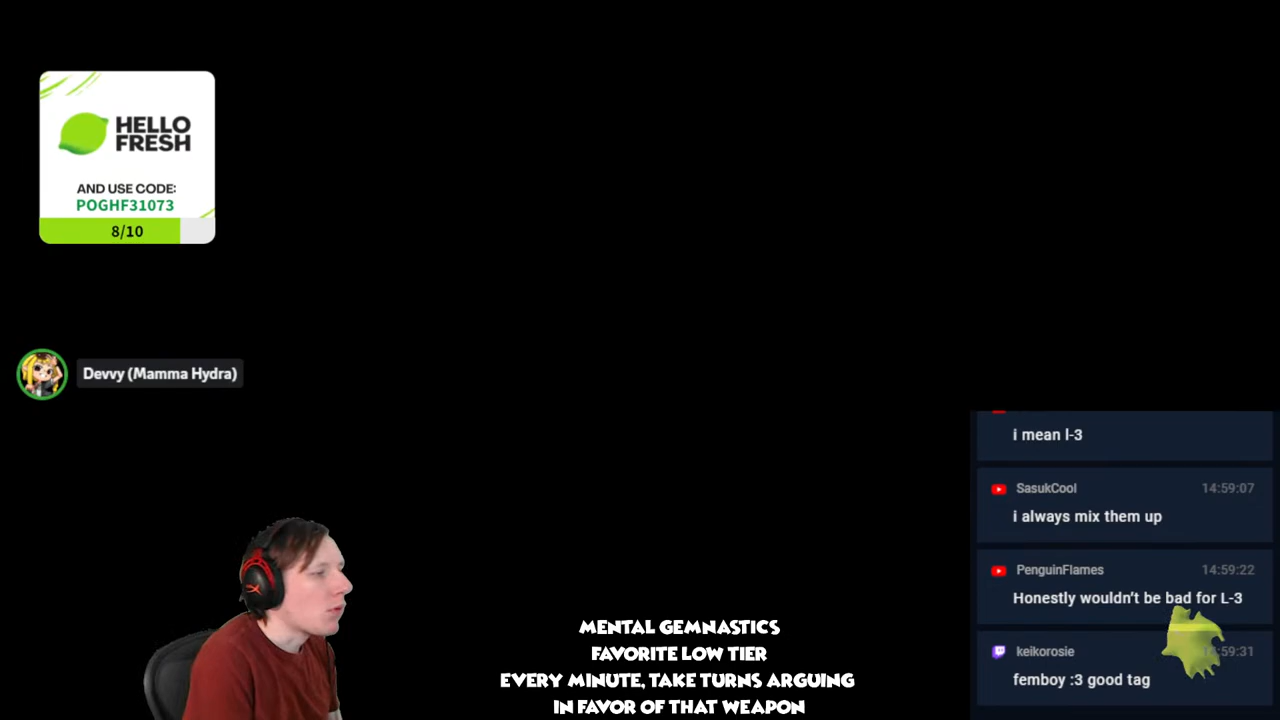 HELLO
FRESH
AND USE CODE:
POGHF31073
8/10
Devvy (Mamma Hydra)
i mean l-3
SasukCool 14:59:07
i always mix them up
PenguinFlames 14:59:22
Honestly wouldn't be bad for L-3
keikorosie :59:31
femboy :3 good tag
MENTAL GEMNASTICS
FAVORITE LOW TIER
EVERY MINUTE, TAKE TURNS ARGUING
IN FAVOR OF THAT WEAPON